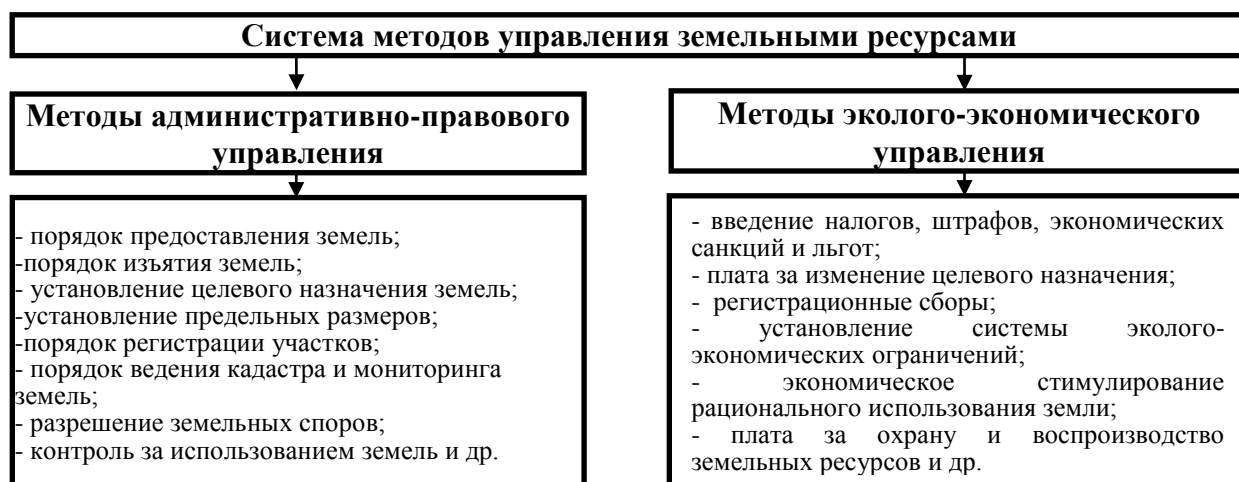 Система методов управления земельными ресурсами
Методы административно-правового
управления
- порядок предоставления земель;
-порядок изъятия земель;
- установление целевого назначения земель;
-установление предельных размеров;
-порядок регистрации участков;
- порядок ведения кадастра и мониторинга
земель;
- разрешение земельных споров;
- контроль за использованием земель и др.
Методы эколого-экономического
управления
- введение налогов, штрафов, экономических
санкций и льгот;
- плата за изменение целевого назначения;
- регистрационные сборы;
- установление системы эколого-
экономических ограничений;
- экономическое стимулирование
рационального использования земли;
- плата за охрану и воспроизводство
земельных ресурсов и др.